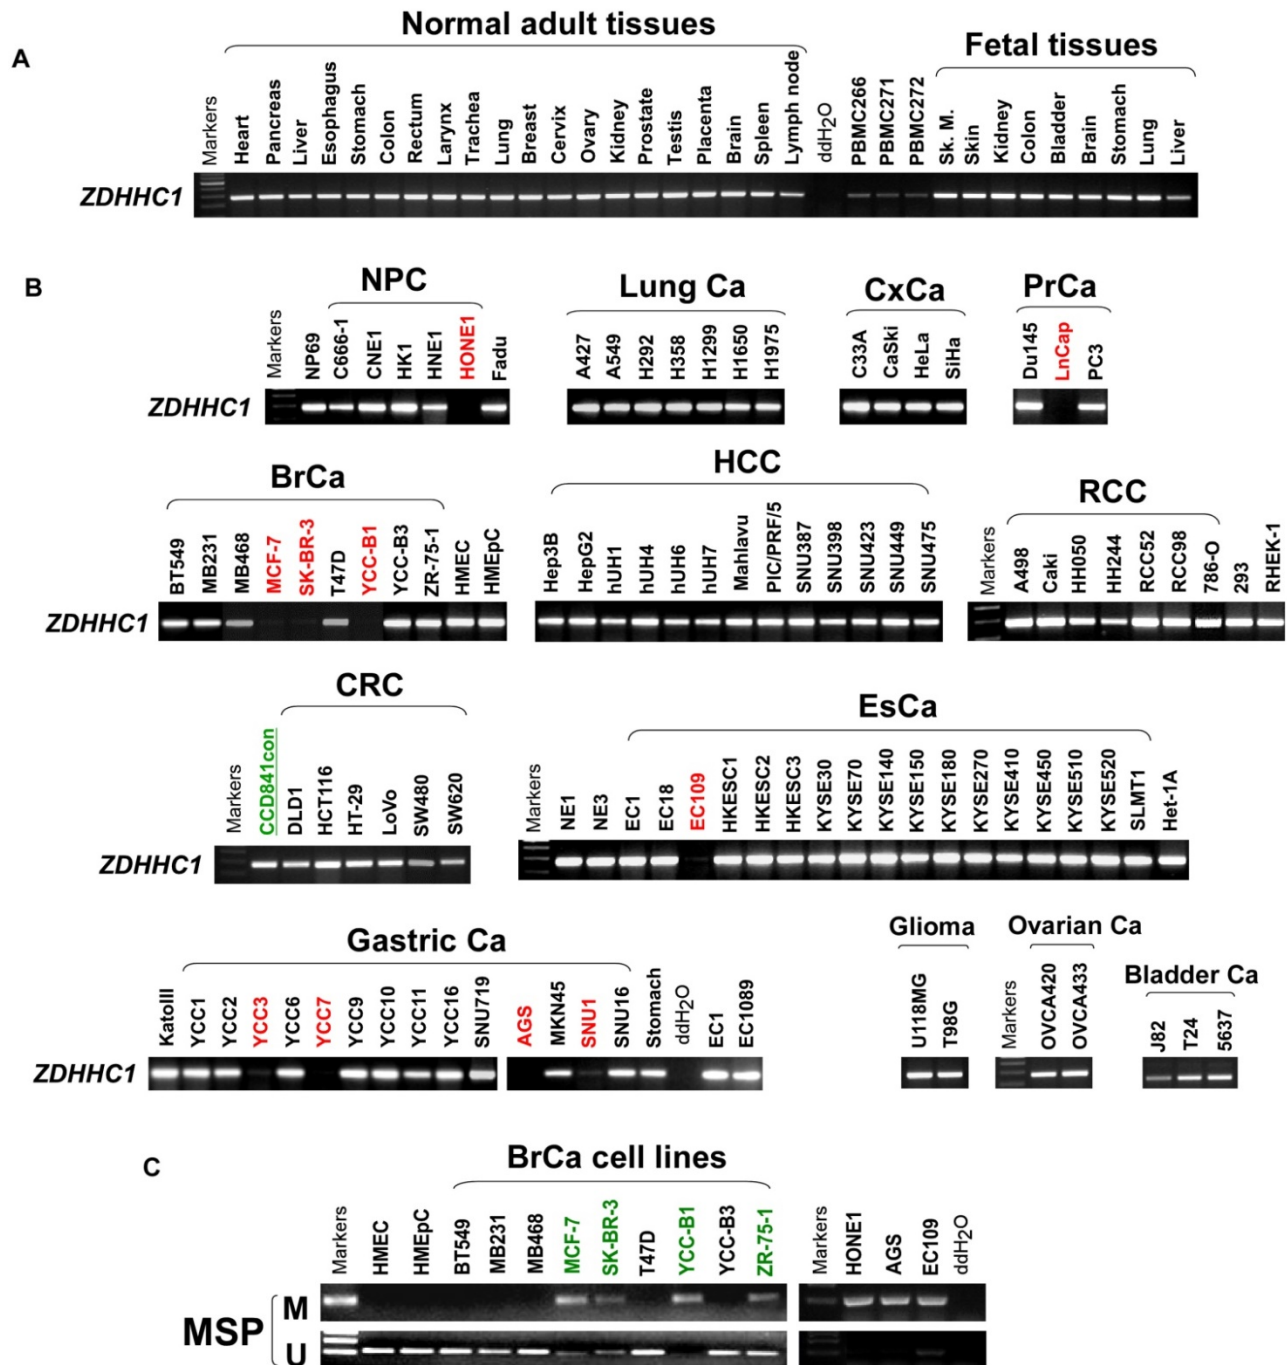 A
Normal adult tissues
Fetal tissues
Markers
Heart
Pancreas
Liver
Esophagus
Stomach
Colon
Rectum
Larynx
Trachea
Lung
Breast
Cervix
Ovary
Kidney
Prostate
Testis
Placenta
Brain
Spleen
Lymph node
ddH2O
PBMC266
PBMC271
PBMC272
Sk. M.
Skin
Kidney
Colon
Bladder
Brain
Stomach
Lung
Liver
ZDHHC1
B
NPC
Lung Ca
CxCa
PrCa
Markers
NP69
C666-1
CNE1
HK1
HNE1
HONE1
Fadu
A427
A549
H292
H358
H1299
H1650
H1975
C33A
CaSki
HeLa
SiHa
Du145
LnCap
PC3
ZDHHC1
BrCa
HCC
RCC
BT549
MB231
MB468
MCF-7
SK-BR-3
T47D
YCC-B1
YCC-B3
ZR-75-1
HMEC
HMEpC
Hep3B
HepG2
hUH1
hUH4
hUH6
hUH7
Mahlavu
PIC/PRF/5
SNU387
SNU398
SNU423
SNU449
SNU475
Markers
A498
Caki
HH050
HH244
RCC52
RCC98
786-O
293
RHEK-1
ZDHHC1
CRC
EsCa
Markers
CCD841con
DLD1
HCT116
HT-29
LoVo
SW480
SW620
Markers
NE1
NE3
EC1
EC18
EC109
HKESC1
HKESC2
HKESC3
KYSE30
KYSE70
KYSE140
KYSE150
KYSE180
KYSE270
KYSE410
KYSE450
KYSE510
KYSE520
SLMT1
Het-1A
ZDHHC1
Gastric Ca
Glioma
Ovarian Ca
Bladder Ca
KatoIII
YCC1
YCC2
YCC3
YCC6
YCC7
YCC9
YCC10
YCC11
YCC16
SNU719
AGS
MKN45
SNU1
SNU16
Stomach
ddH2O
EC1
EC1089
U118MG
T98G
Markers
OVCA420
OVCA433
J82
T24
5637
ZDHHC1
C
BrCa cell lines
Markers
HMEC
HMEpC
BT549
MB231
MB468
MCF-7
SK-BR-3
T47D
YCC-B1
YCC-B3
ZR-75-1
Markers
HONE1
AGS
EC109
ddH2O
MSP
M
U